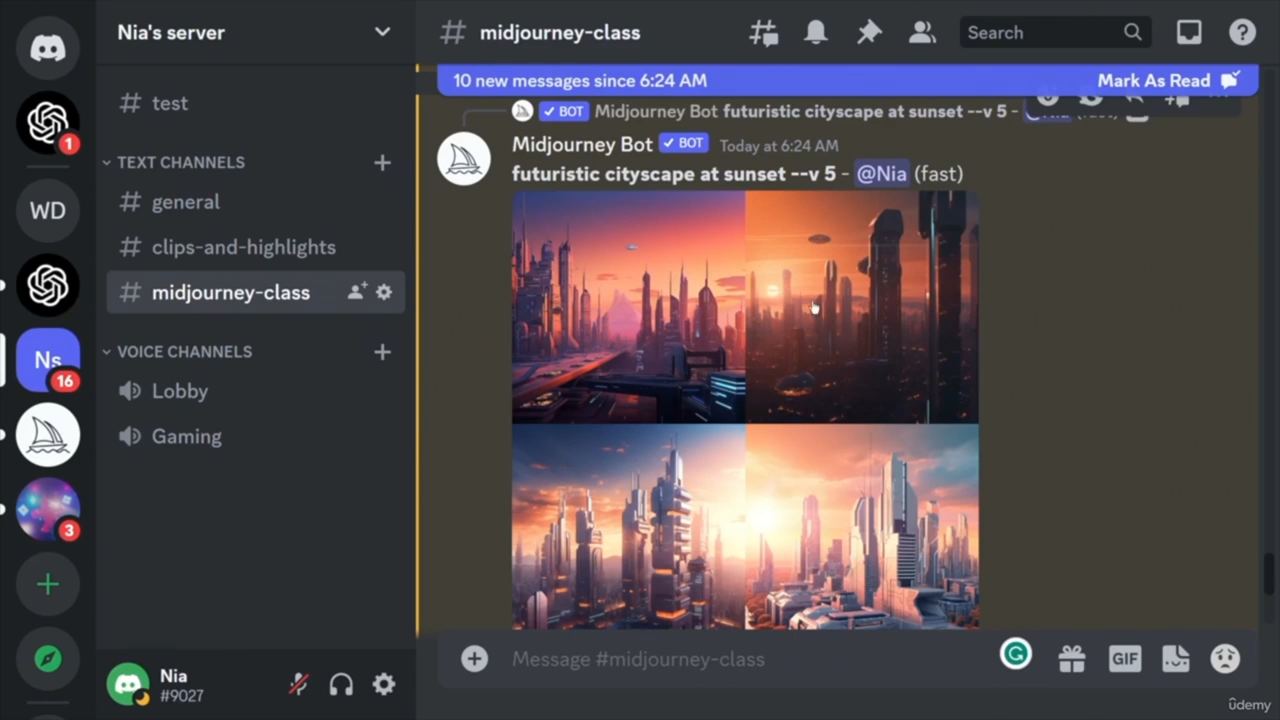 Nia's server
midjourney-class
Search
10 new messages since 6:24 AM
Mark As Read
BOT Midjourney Bot futuristic cityscape at sunset --v 5 -
Midjourney Bot BOT Today at 6:24 AM
futuristic cityscape at sunset --v 5 - @Nia (fast)
test
TEXT CHANNELS
general
clips-and-highlights
midjourney-class
VOICE CHANNELS
Lobby
Gaming
1
WD
Ns
16
3
Nia
#9027
Message #midjourney-class
GIF
ûdemy